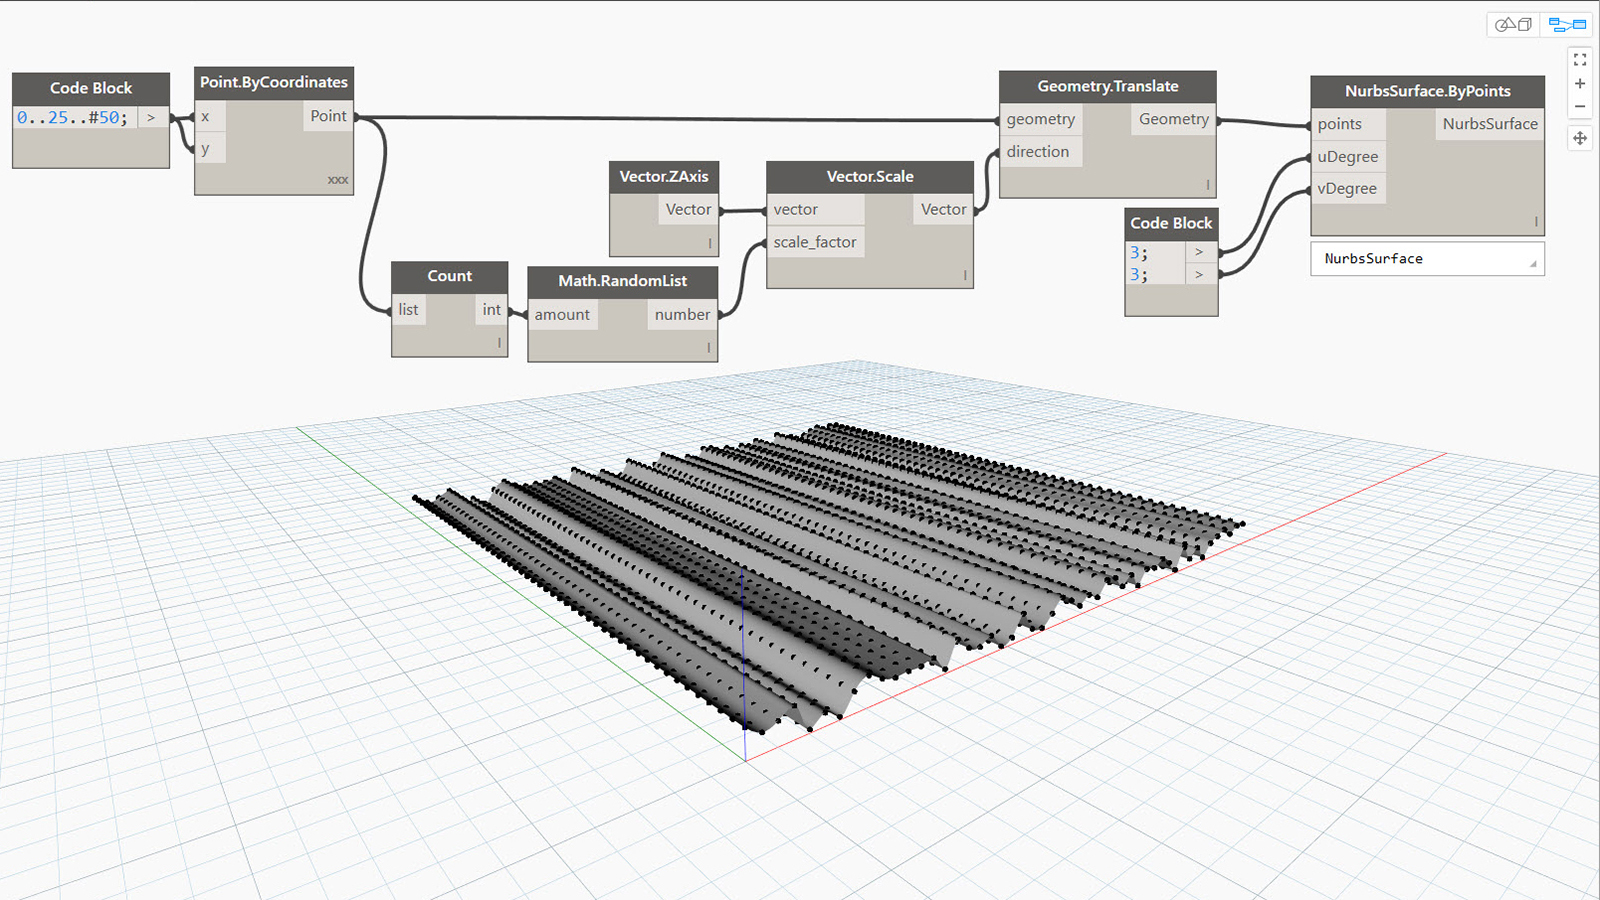 Code Block
0..25..#50; >
Point.ByCoordinates
x Point
y
xxx
Count
list int
l
Vector.ZAxis
Vector
l
Math.RandomList
amount number
l
Vector.Scale
vector Vector
scale_factor
l
Geometry.Translate
geometry Geometry
direction
l
Code Block
3; >
3; >
NurbsSurface.ByPoints
points NurbsSurface
uDegree
vDegree
l
NurbsSurface